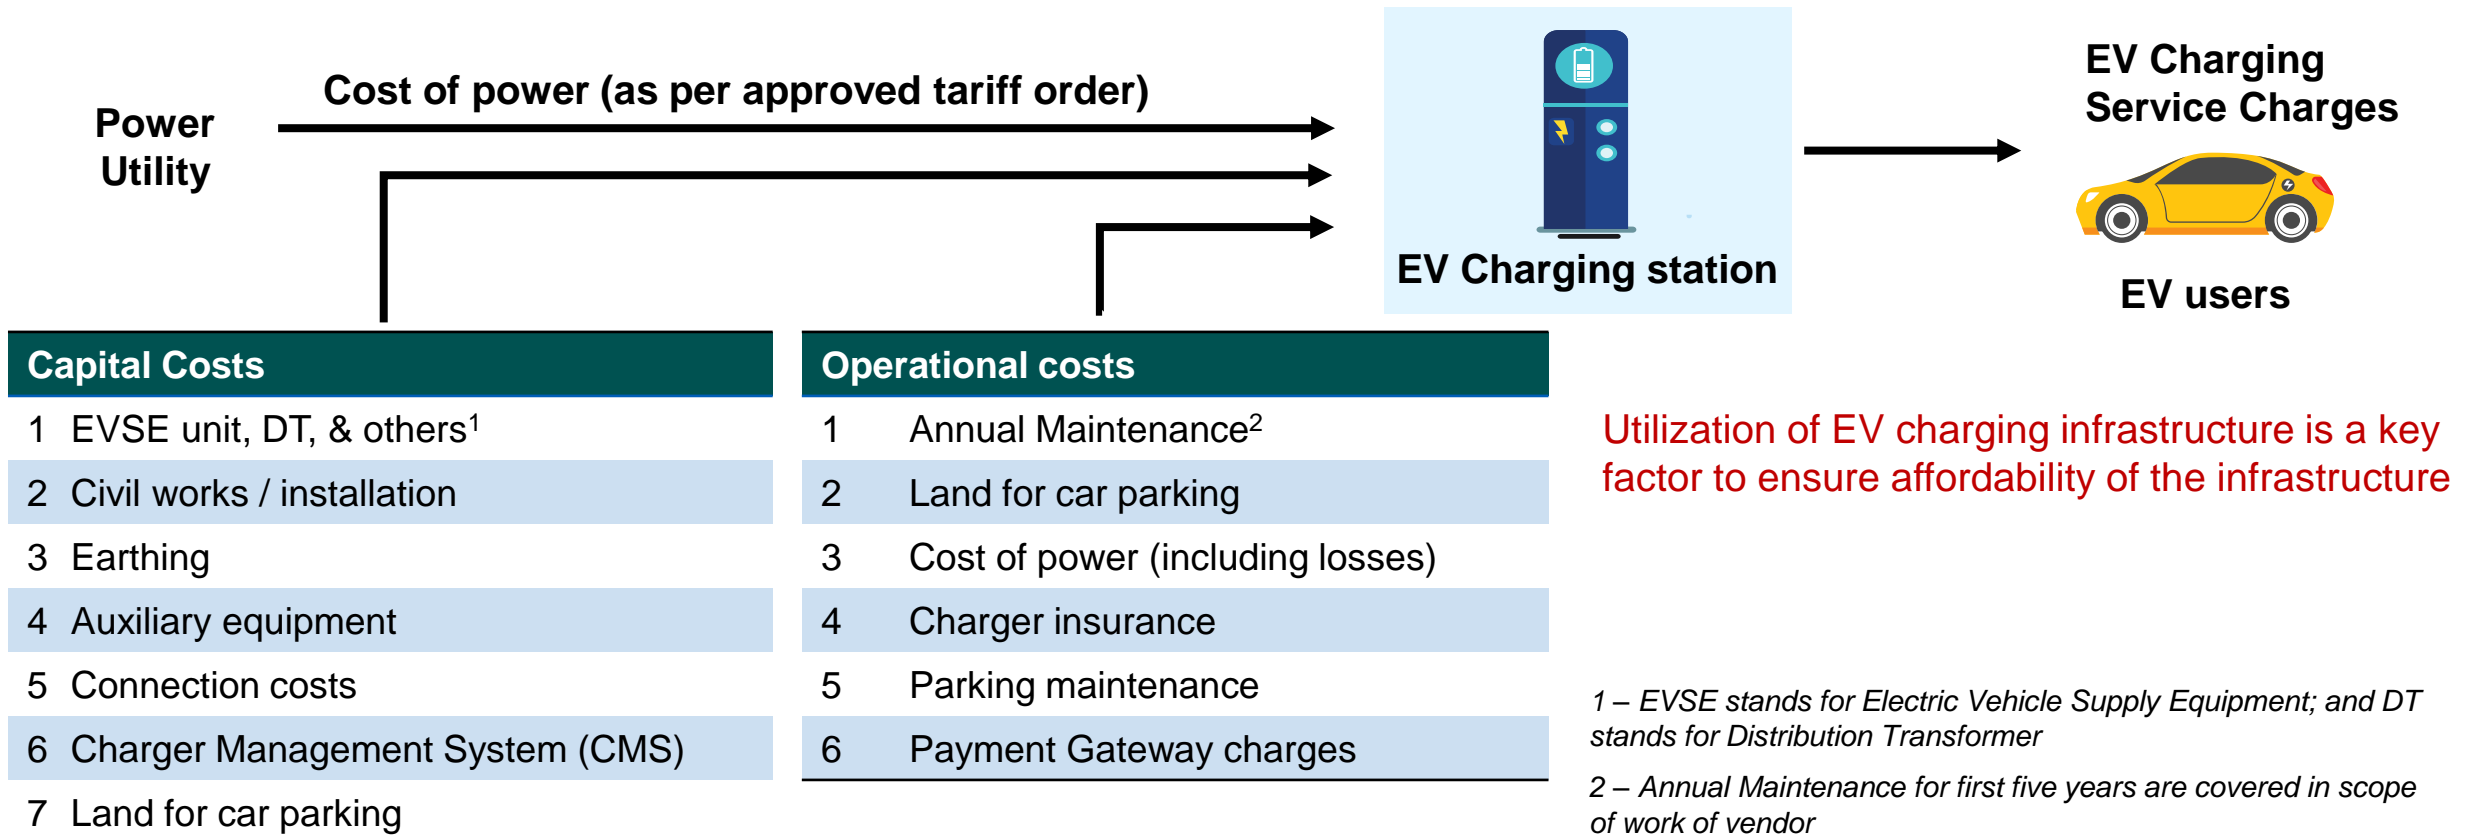 Power
Utility
Cost of power (as per approved tariff order)
EV Charging station
EV Charging
Service Charges
EV users
Capital Costs
1 EVSE unit, DT, & others¹
2 Civil works / installation
3 Earthing
4 Auxiliary equipment
5 Connection costs
6 Charger Management System (CMS)
7 Land for car parking
Operational costs
1 Annual Maintenance²
2 Land for car parking
3 Cost of power (including losses)
4 Charger insurance
5 Parking maintenance
6 Payment Gateway charges
Utilization of EV charging infrastructure is a key
factor to ensure affordability of the infrastructure
1 – EVSE stands for Electric Vehicle Supply Equipment; and DT
stands for Distribution Transformer
2 – Annual Maintenance for first five years are covered in scope
of work of vendor